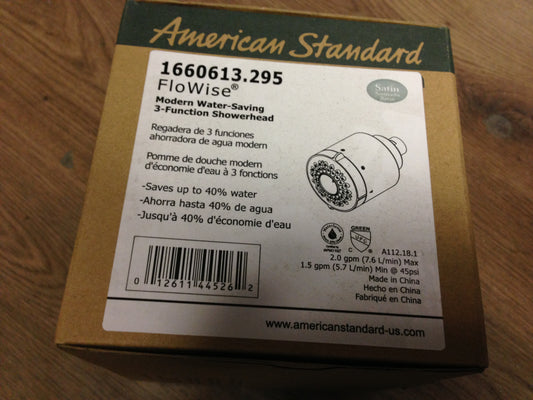 American Standard
1660613.295
FloWise®
Modern Water-Saving
3-Function Showerhead
Satin
Regadera de 3 funciones
ahorradora de agua modern
Pomme de douche modern
d'économie d'eau à 3 fonctions
-Saves up to 40% water
-Ahorra hasta 40% de agua
-Jusqu'à 40% d'économie d'eau
GREEN
UPC
C
A112.18.1
2.0 gpm (7.6 L/min) Max
1.5 gpm (5.7 L/min) Min @ 45psi
Made in China
Hecho en China
Fabriqué en China
0 12611 44526 2
www.americanstandard-us.com